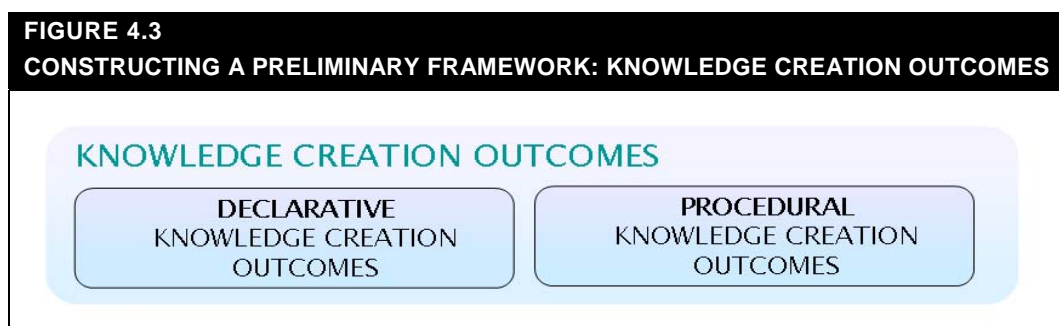 FIGURE 4.3
CONSTRUCTING A PRELIMINARY FRAMEWORK: KNOWLEDGE CREATION OUTCOMES
KNOWLEDGE CREATION OUTCOMES
DECLARATIVE
KNOWLEDGE CREATION
OUTCOMES
PROCEDURAL
KNOWLEDGE CREATION
OUTCOMES